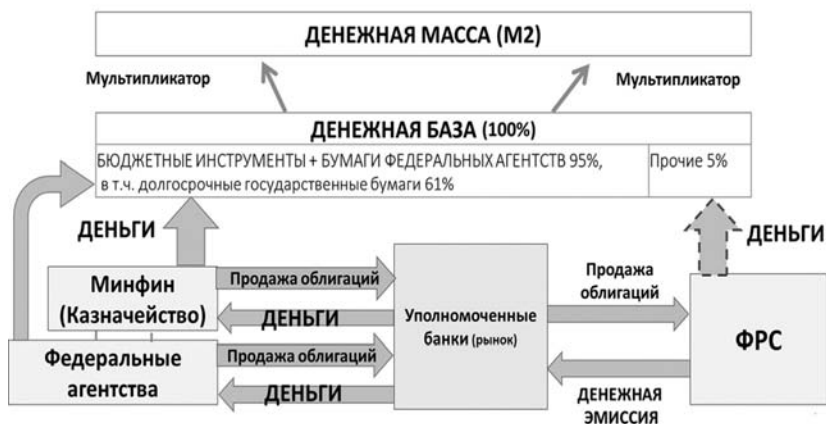 ДЕНЕЖНАЯ МАССА (М2)
Мультипликатор
Мультипликатор
ДЕНЕЖНАЯ БАЗА (100%)
БЮДЖЕТНЫЕ ИНСТРУМЕНТЫ + БУМАГИ ФЕДЕРАЛЬНЫХ АГЕНТСТВ 95%,
в т.ч. долгосрочные государственные бумаги 61%
Прочие 5%
ДЕНЬГИ
ДЕНЬГИ
Минфин
(Казначейство)
Федеральные
агентства
Продажа облигаций
ДЕНЬГИ
Продажа облигаций
ДЕНЬГИ
Уполномоченные
банки (рынок)
Продажа
облигаций
ДЕНЕЖНАЯ
ЭМИССИЯ
ФРС